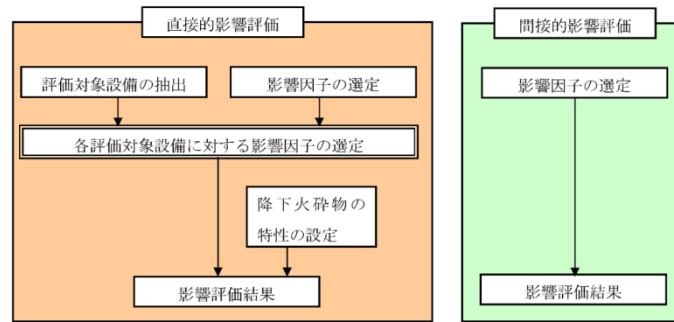 直接的影響評価
評価対象設備の抽出
影響因子の選定
各評価対象設備に対する影響因子の選定
降下火砕物の
特性の設定
影響評価結果
間接的影響評価
影響因子の選定
影響評価結果